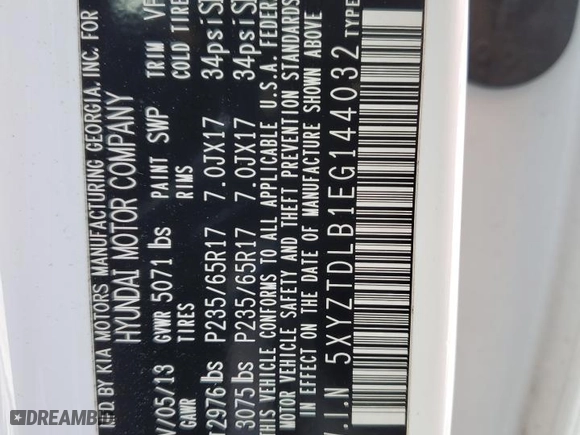 MFD.BY KIA MOTORS MANUFACTURING GEORGIA, INC. FOR
HYUNDAI MOTOR COMPANY
/05/13 GVWR 5071 lbs PAINT SWP TRIM
GAWR TIRES RIMS COLD TIRE
2976 lbs P235/65R17 7.0JX17 34psi
3075 lbs P235/65R17 7.0JX17 34psi
THIS VEHICLE CONFORMS TO ALL APPLICABLE U.S.A. FEDER
MOTOR VEHICLE SAFETY AND THEFT PREVENTION STANDARDS
IN EFFECT ON THE DATE OF MANUFACTURE SHOWN ABOVE
V.I.N 5XYZTDLB1EG144032 TYPE
DREAMB